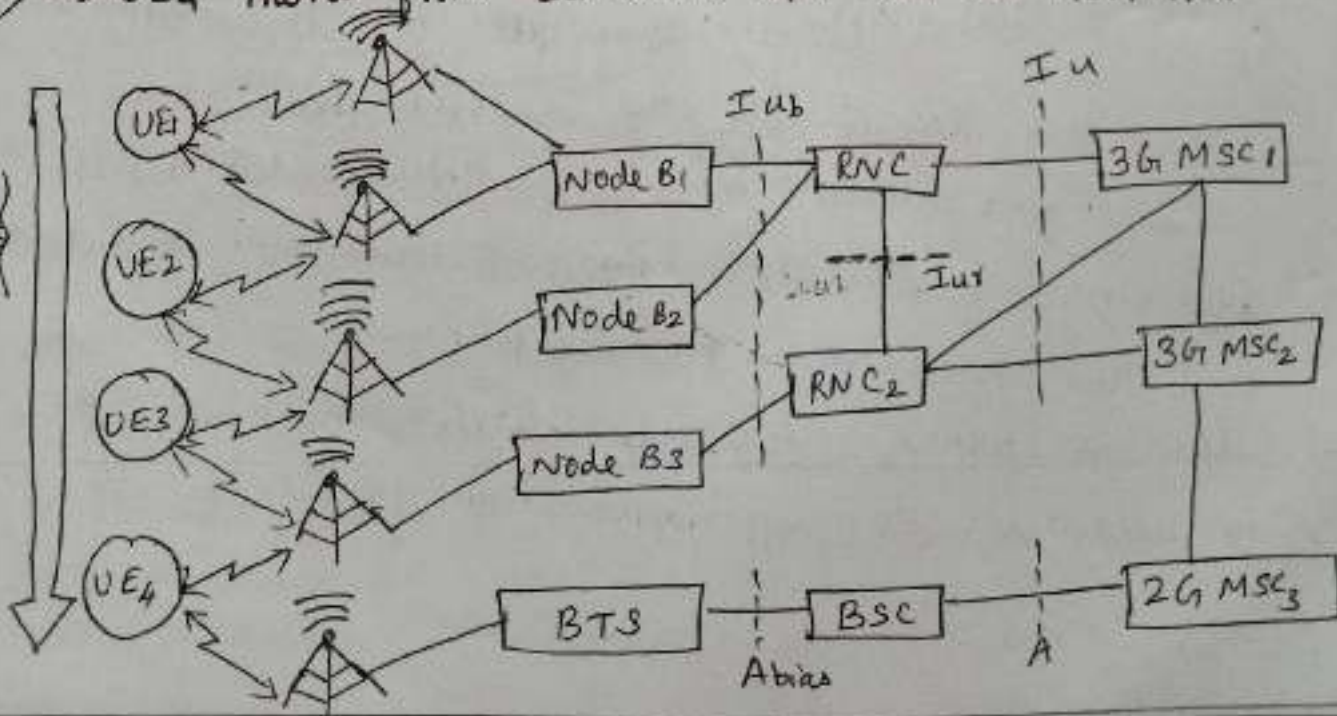 Iu
Iub
UE1
Node B1
RNC
3G MSC1
UE2
Iur
Node B2
3G MSC2
RNC2
UE3
Node B3
UE4
BTS
BSC
2G MSC3
Abias
A